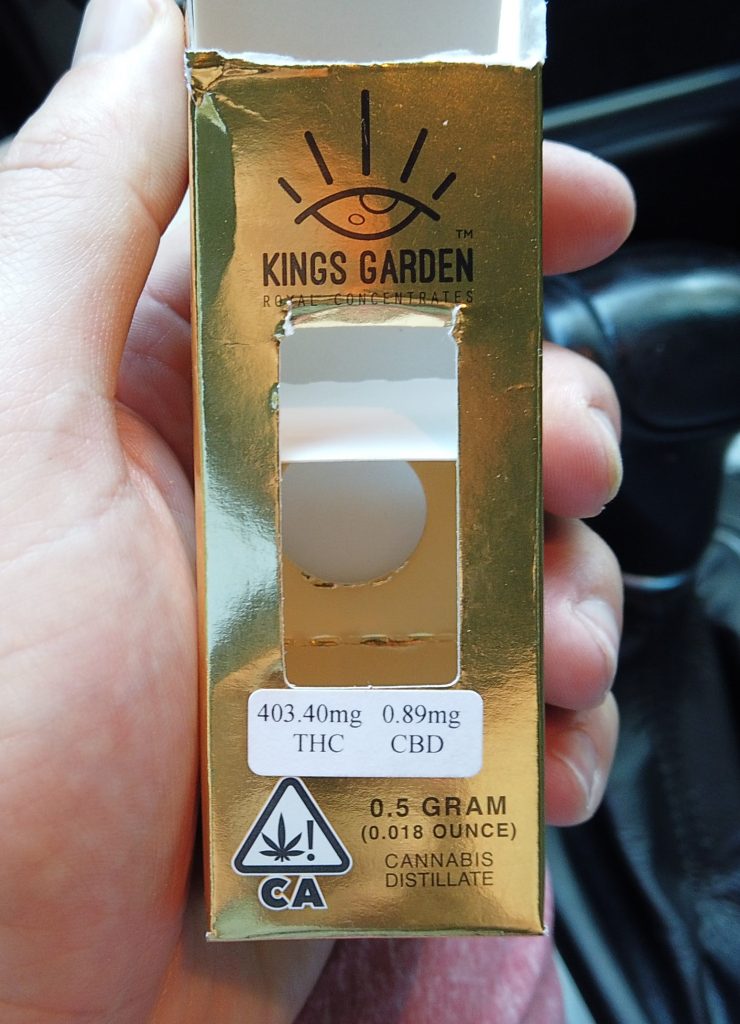 TM
KINGS GARDEN
ROYAL CONCENTRATES
403.40mg 0.89mg
THC CBD
0.5 GRAM
(0.018 OUNCE)
CANNABIS
DISTILLATE
!
CA